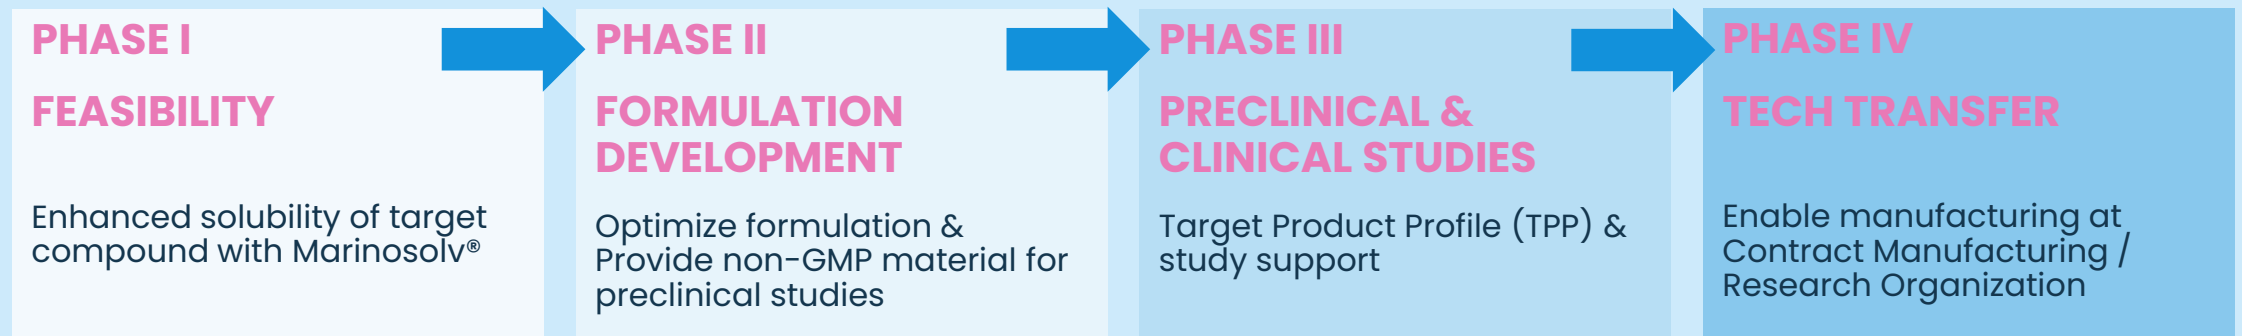 PHASE I
FEASIBILITY
Enhanced solubility of target
compound with Marinosolv®
PHASE II
FORMULATION
DEVELOPMENT
Optimize formulation &
Provide non-GMP material for
preclinical studies
PHASE III
PRECLINICAL &
CLINICAL STUDIES
Target Product Profile (TPP) &
study support
PHASE IV
TECH TRANSFER
Enable manufacturing at
Contract Manufacturing /
Research Organization